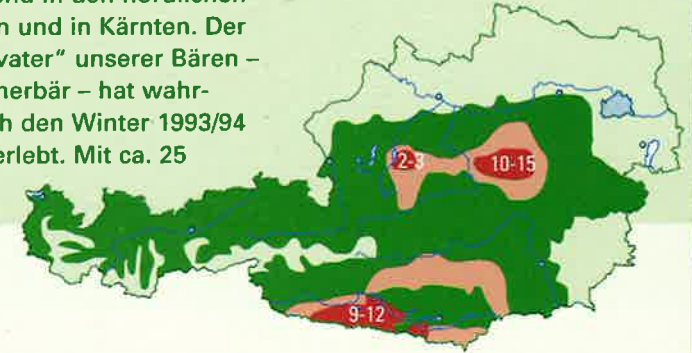 n und in Kärnten. Der
vater“ unserer Bären –
nerbär – hat wahr-
h den Winter 1993/94
erlebt. Mit ca. 25
2-3
10-15
9-12